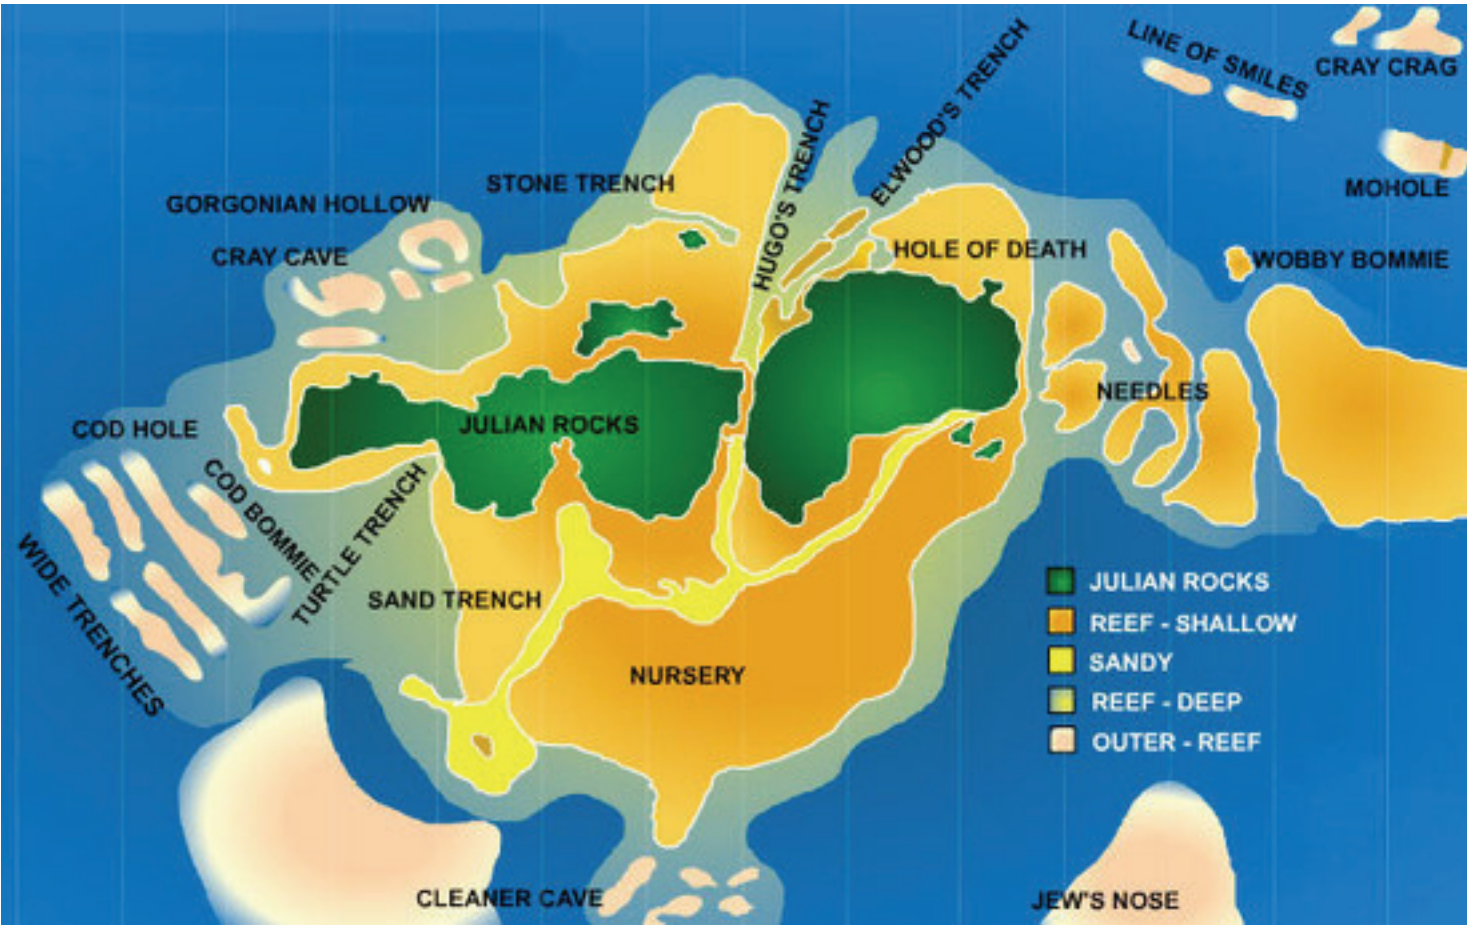 LINE OF SMILES
CRAY CRAG
ELWOOD'S TRENCH
HUGO'S TRENCH
STONE TRENCH
MOHOLE
GORGONIAN HOLLOW
CRAY CAVE
HOLE OF DEATH
WOBBY BOMMIE
NEEDLES
COD HOLE
JULIAN ROCKS
COD BOMMIE
TURTLE TRENCH
WIDE TRENCHES
SAND TRENCH
NURSERY
JULIAN ROCKS
REEF - SHALLOW
SANDY
REEF - DEEP
OUTER - REEF
CLEANER CAVE
JEW'S NOSE